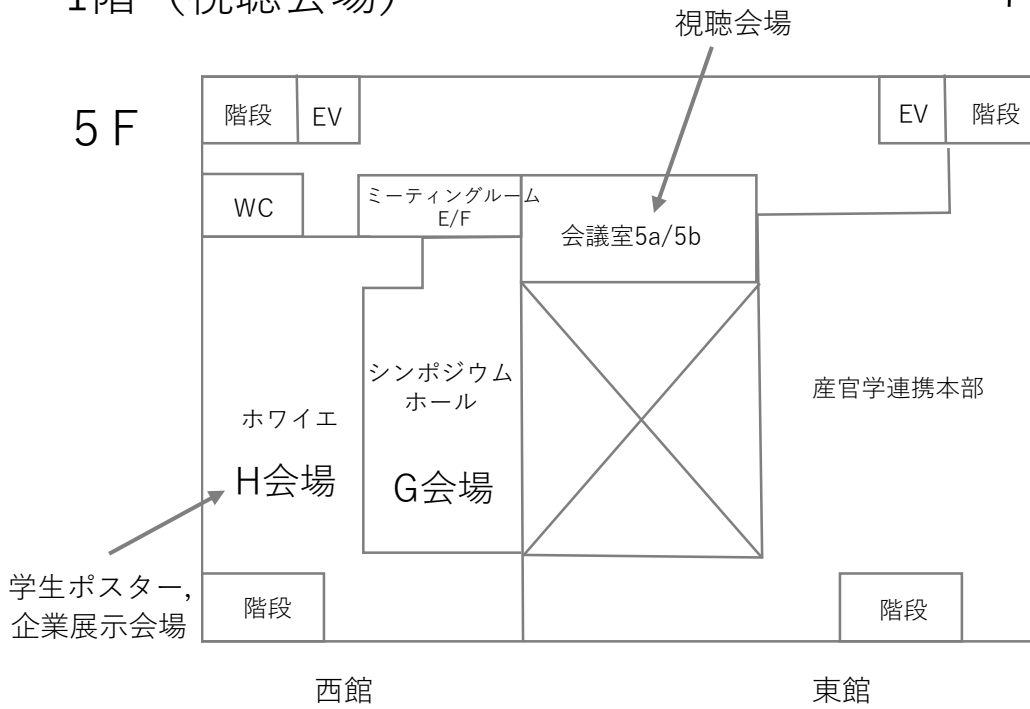 1階（視聴会場）
視聴会場
5F
階段
EV
EV
階段
WC
ミーティングルーム
E/F
会議室5a/5b
シンポジウム
ホール
産官学連携本部
ホワイエ
H会場
G会場
学生ポスター,
企業展示会場
階段
階段
西館
東館